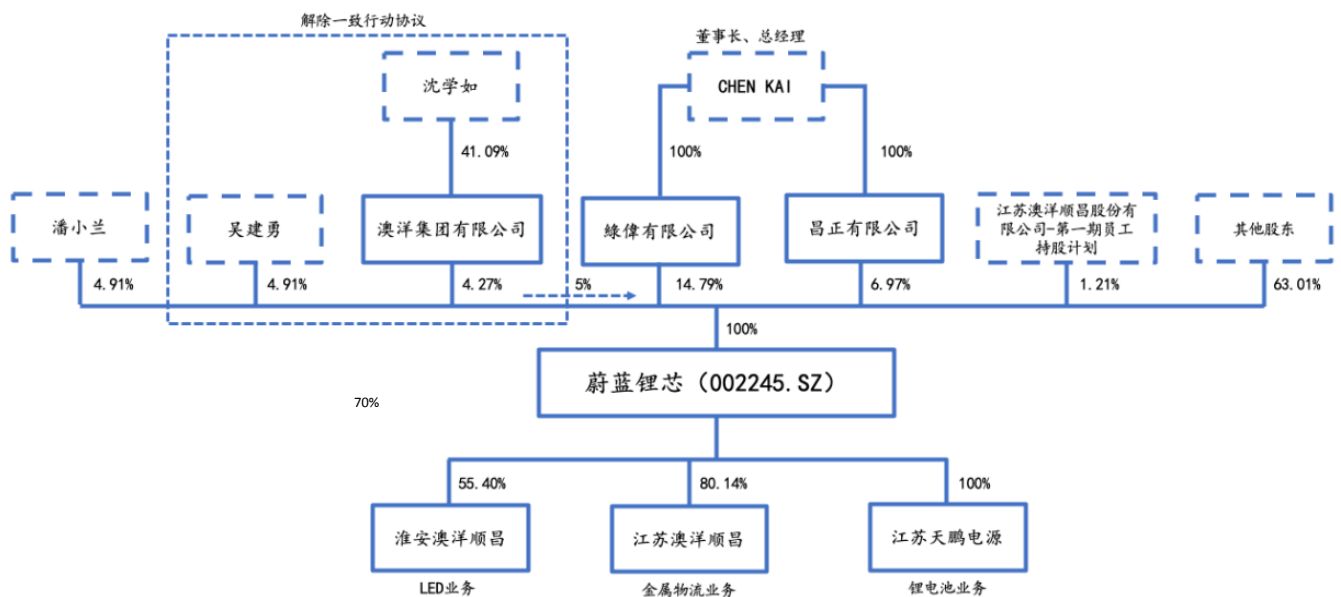 解除一致行动协议
董事长、总经理
沈学如
CHEN KAI
41.09%
100%
100%
潘小兰
吴建勇
澳洋集团有限公司
綠偉有限公司
昌正有限公司
江苏澳洋顺昌股份有
限公司-第一期员工
持股计划
其他股东
4.91%
4.91%
4.27%
5%
14.79%
6.97%
1.21%
63.01%
100%
蔚蓝锂芯（002245.SZ）
70%
55.40%
80.14%
100%
淮安澳洋顺昌
江苏澳洋顺昌
江苏天鹏电源
LED业务
金属物流业务
锂电池业务